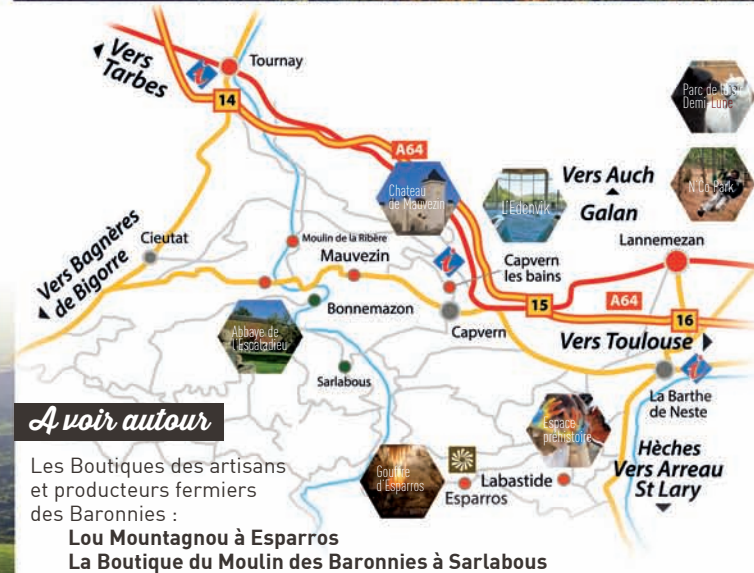 Vers
Tarbes
Tournay
14
A64
Parc de loisir
Demi-Lune
N'Co Park
Chateau
de Mauvezin
L'Edenvik
Vers Auch
Galan
Lannemezan
Vers Bagnères
de Bigorre
Cieutat
Moulin de la Ribère
Mauvezin
Capvern
les bains
Bonnemazon
Capvern
15
A64
16
Vers Toulouse
Abbaye de
l'Escaladieu
Sarlabous
La Barthe
de Neste
A voir autour
Espace
préhistoire
Hèches
Vers Arreau
St Lary
Gouffre
d'Esparros
Labastide
Esparros
Les Boutiques des artisans
et producteurs fermiers
des Baronnies :
Lou Mountagnou à Esparros
La Boutique du Moulin des Baronnies à Sarlabous